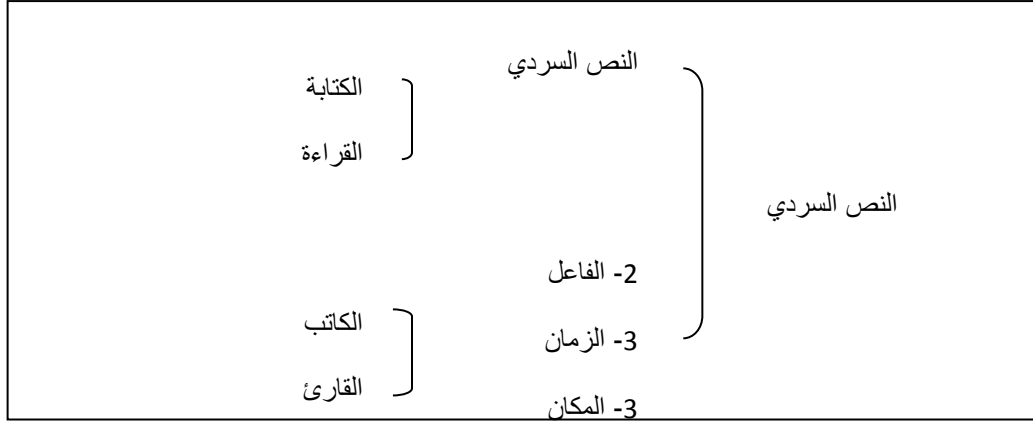 النص السردي
الكتابة
القراءة
النص السردي
2- الفاعل
الكاتب
3- الزمان
القارئ
3- المكان